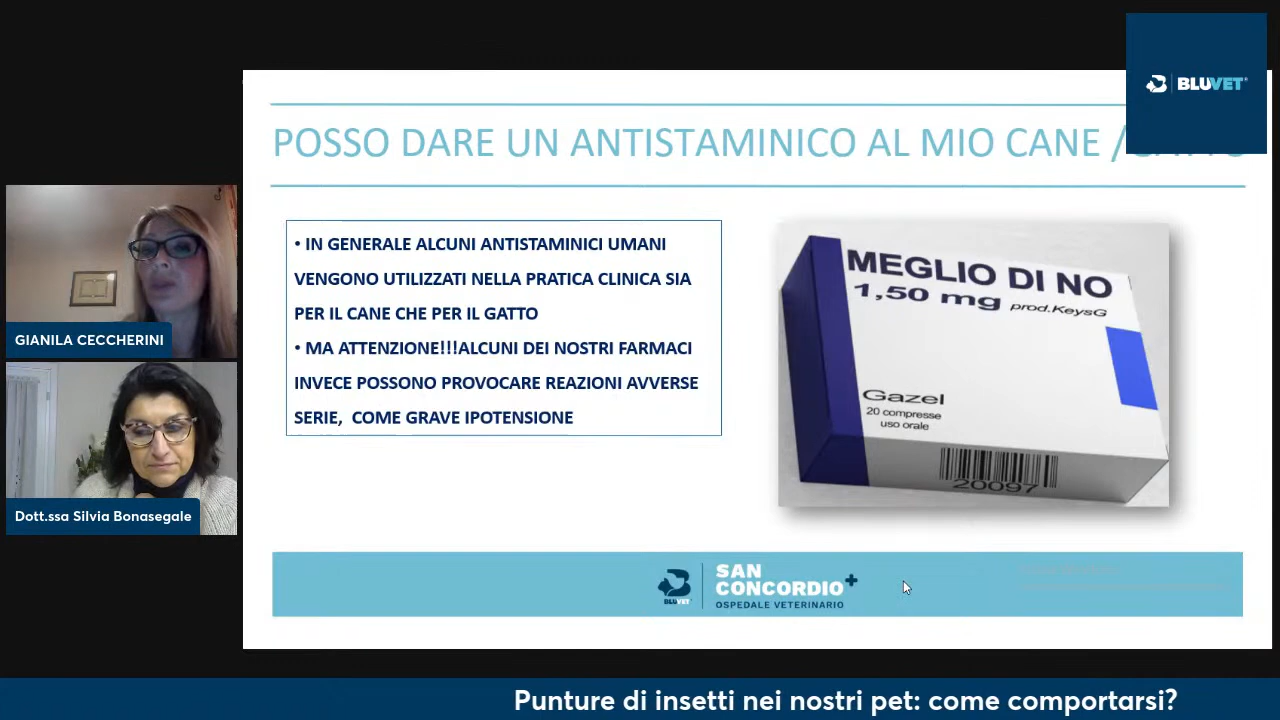 BLUVET
POSSO DARE UN ANTISTAMINICO AL MIO CANE /
• IN GENERALE ALCUNI ANTISTAMINICI UMANI
VENGONO UTILIZZATI NELLA PRATICA CLINICA SIA
PER IL CANE CHE PER IL GATTO
• MA ATTENZIONE!!!ALCUNI DEI NOSTRI FARMACI
INVECE POSSONO PROVOCARE REAZIONI AVVERSE
SERIE, COME GRAVE IPOTENSIONE
MEGLIO DI NO
1,50 mg prod.KeysG
Gazel
20 compresse
uso orale
20097
GIANILA CECCHERINI
Dott.ssa Silvia Bonasegale
BLUVET
SAN
CONCORDIO+
OSPEDALE VETERINARIO
Punture di insetti nei nostri pet: come comportarsi?